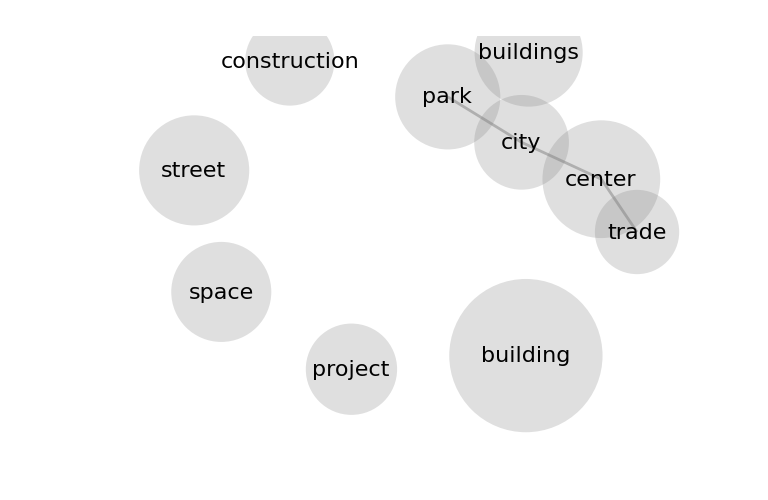 buildings
construction
park
city
street
center
trade
space
building
project